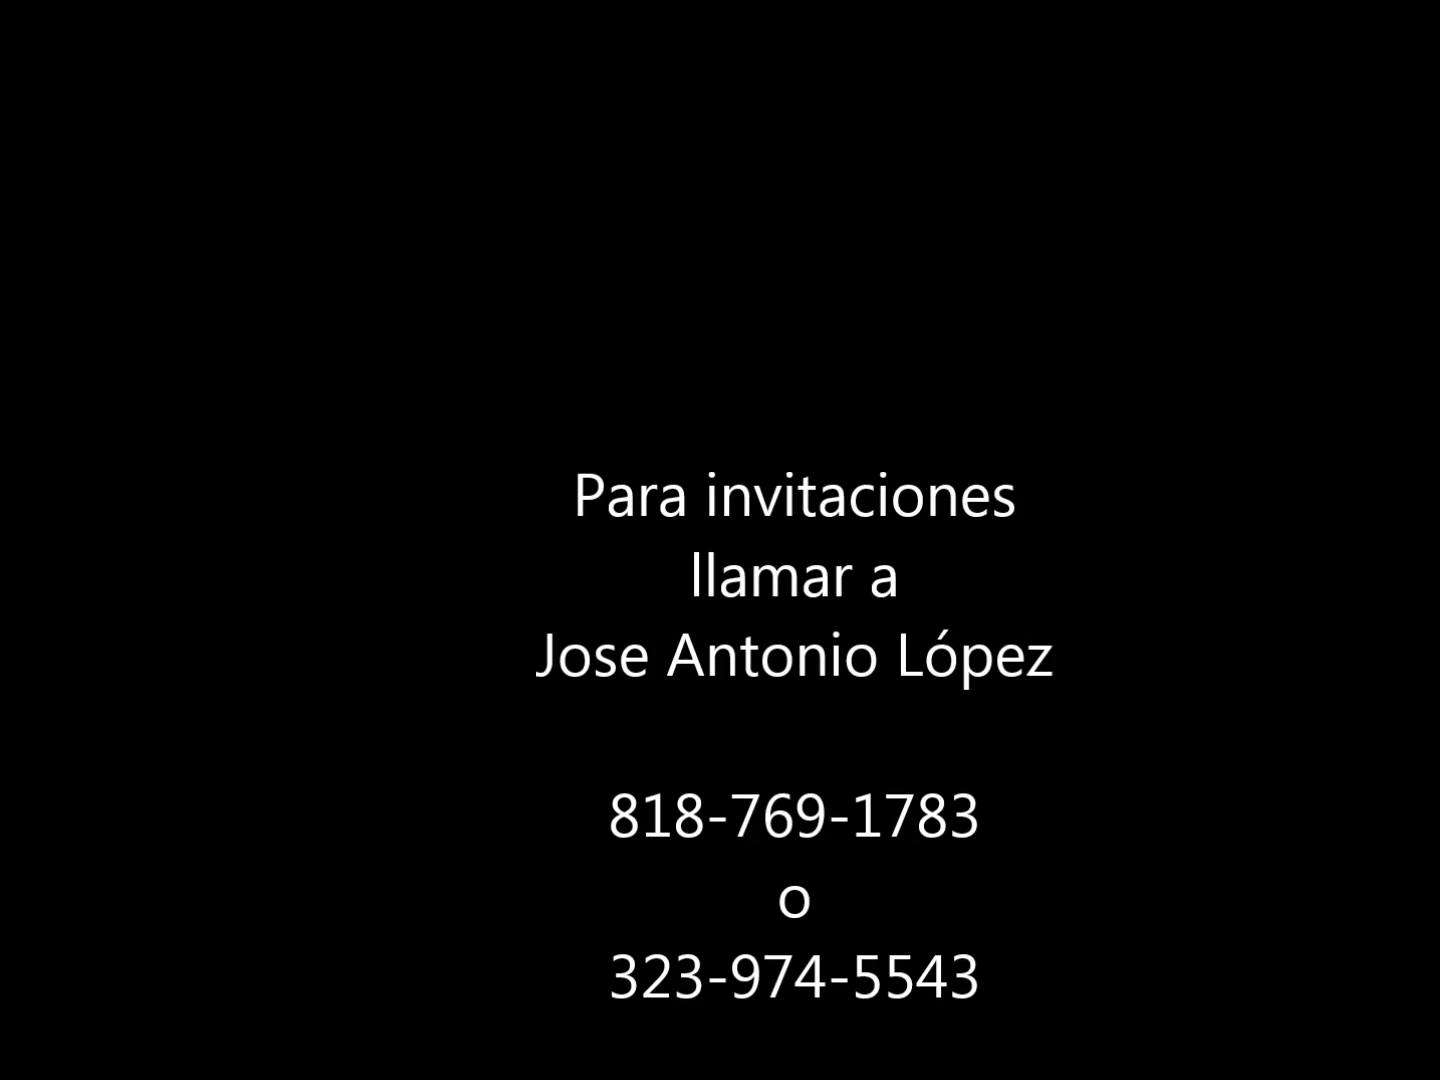 Para invitaciones
llamar a
Jose Antonio López
818-769-1783
o
323-974-5543